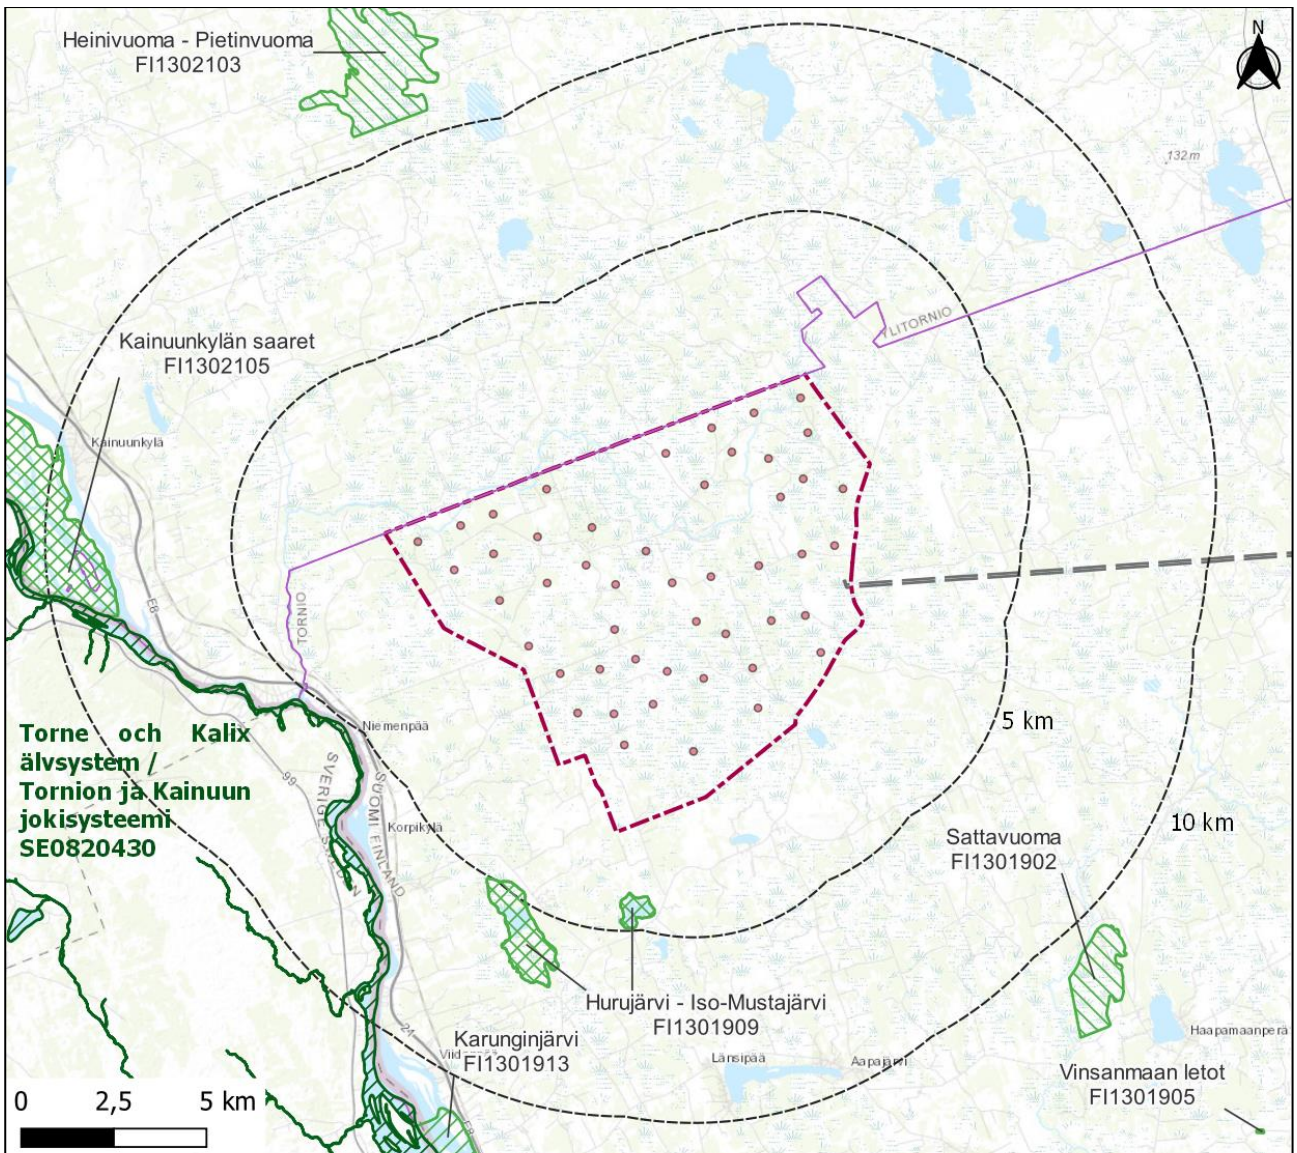 Heinivuoma - Pietinvuoma
FI1302103
N
132 m
YLITORNIO
Kainuunkylän saaret
FI1302105
Kainuunkylä
E8
TORNIO
Niemenpää
5 km
Torne och Kalix
älvsystem /
Tornion ja Kainuun
jokisysteemi
SE0820430
99
SUOMI FINLAND
Korpikylä
10 km
Sattavuoma
FI1301902
Hurujärvi - Iso-Mustajärvi
FI1301909
21
Haapamaanperä
Karunginjärvi
FI1301913
Länsipää
Aapajärvi
Vinsanmaan letot
FI1301905
E8
0 2,5 5 km